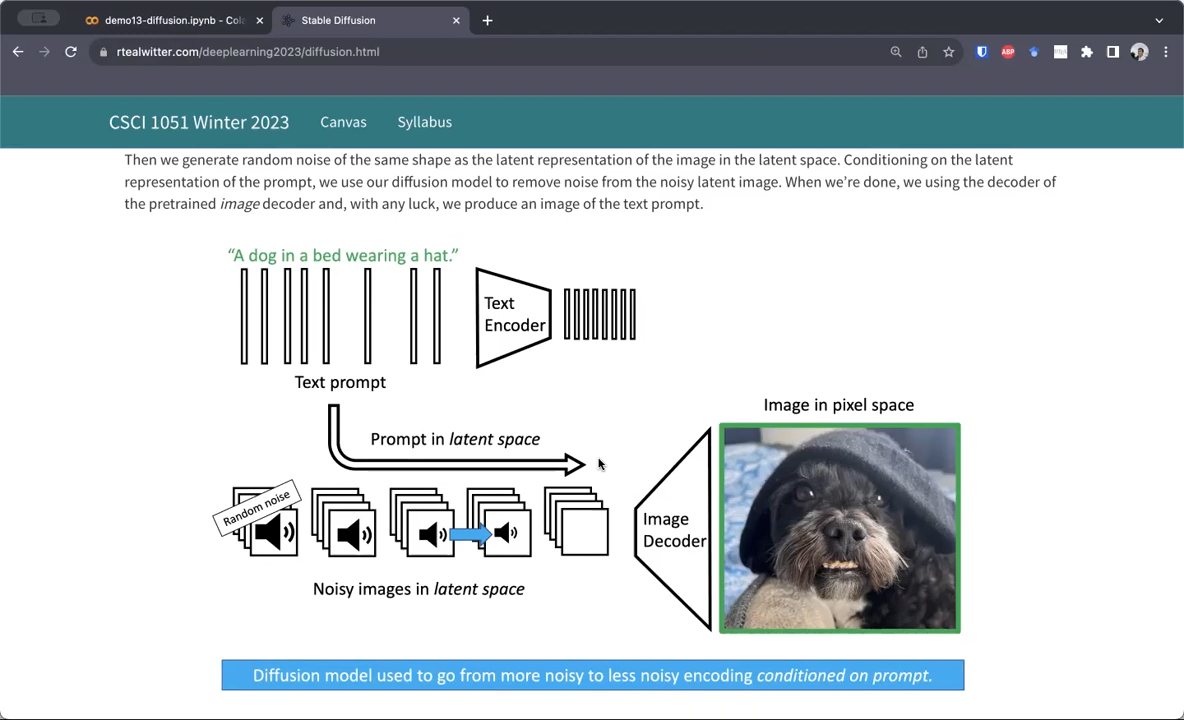 demo13-diffusion.ipynb - Col
Stable Diffusion
rtealwitter.com/deeplearning2023/diffusion.html
ABP
CSCI 1051 Winter 2023
Canvas
Syllabus
Then we generate random noise of the same shape as the latent representation of the image in the latent space. Conditioning on the latent
representation of the prompt, we use our diffusion model to remove noise from the noisy latent image. When we’re done, we using the decoder of
the pretrained image decoder and, with any luck, we produce an image of the text prompt.
“A dog in a bed wearing a hat.”
Text
Encoder
Text prompt
Image in pixel space
Prompt in latent space
Random noise
Image
Decoder
Noisy images in latent space
Diffusion model used to go from more noisy to less noisy encoding conditioned on prompt.